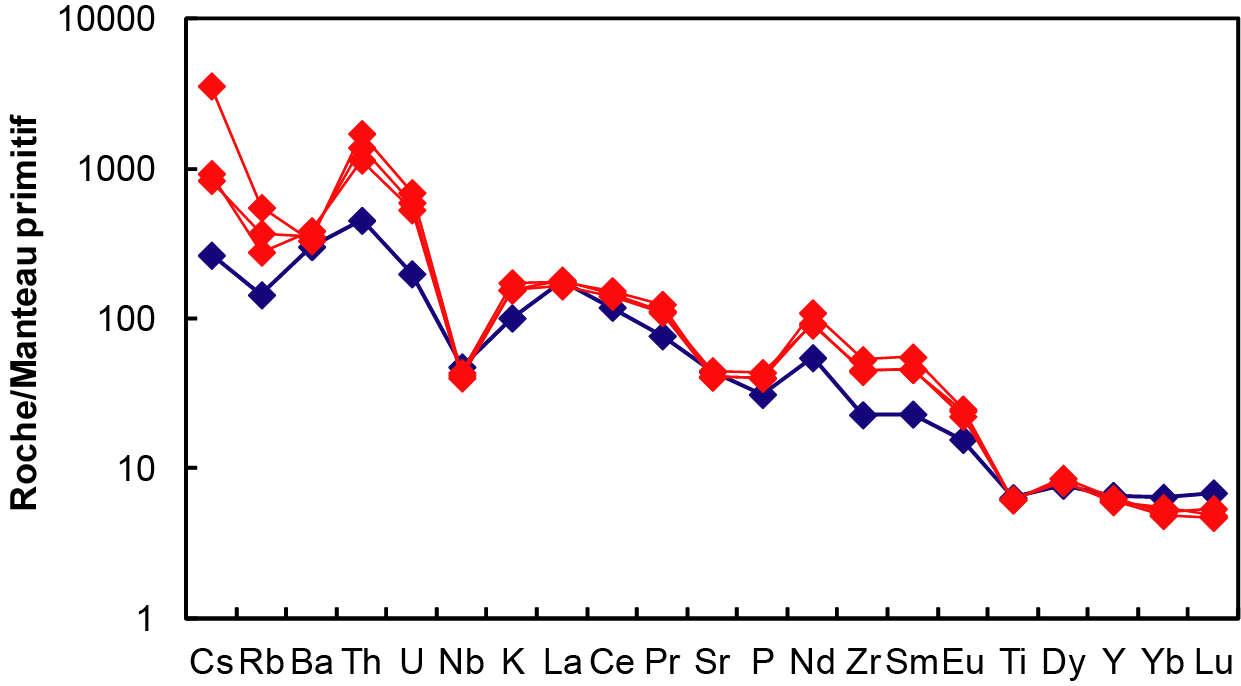 10000
1000
100
10
1
Roche/Manteau primitif
Cs Rb Ba Th U Nb K La Ce Pr Sr P Nd Zr Sm Eu Ti Dy Y Yb Lu